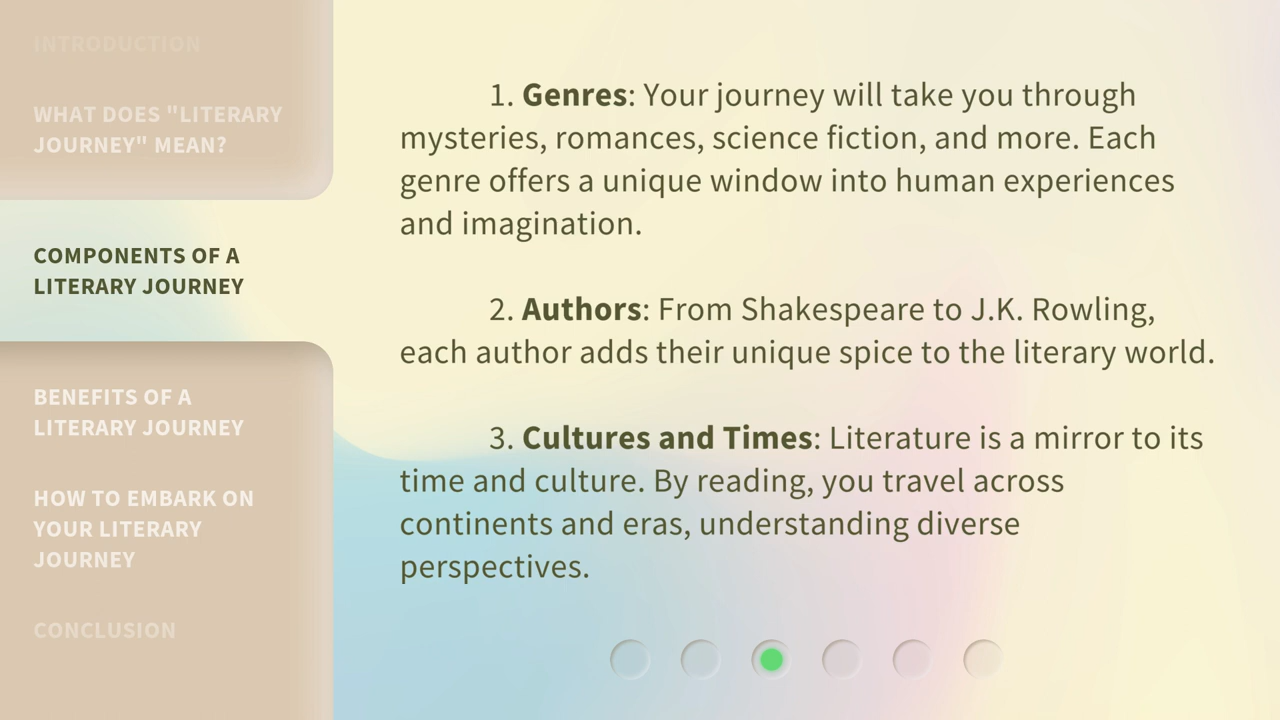 INTRODUCTION
WHAT DOES "LITERARY
JOURNEY" MEAN?
COMPONENTS OF A
LITERARY JOURNEY
BENEFITS OF A
LITERARY JOURNEY
HOW TO EMBARK ON
YOUR LITERARY
JOURNEY
CONCLUSION
1. Genres: Your journey will take you through
mysteries, romances, science fiction, and more. Each
genre offers a unique window into human experiences
and imagination.
2. Authors: From Shakespeare to J.K. Rowling,
each author adds their unique spice to the literary world.
3. Cultures and Times: Literature is a mirror to its
time and culture. By reading, you travel across
continents and eras, understanding diverse
perspectives.